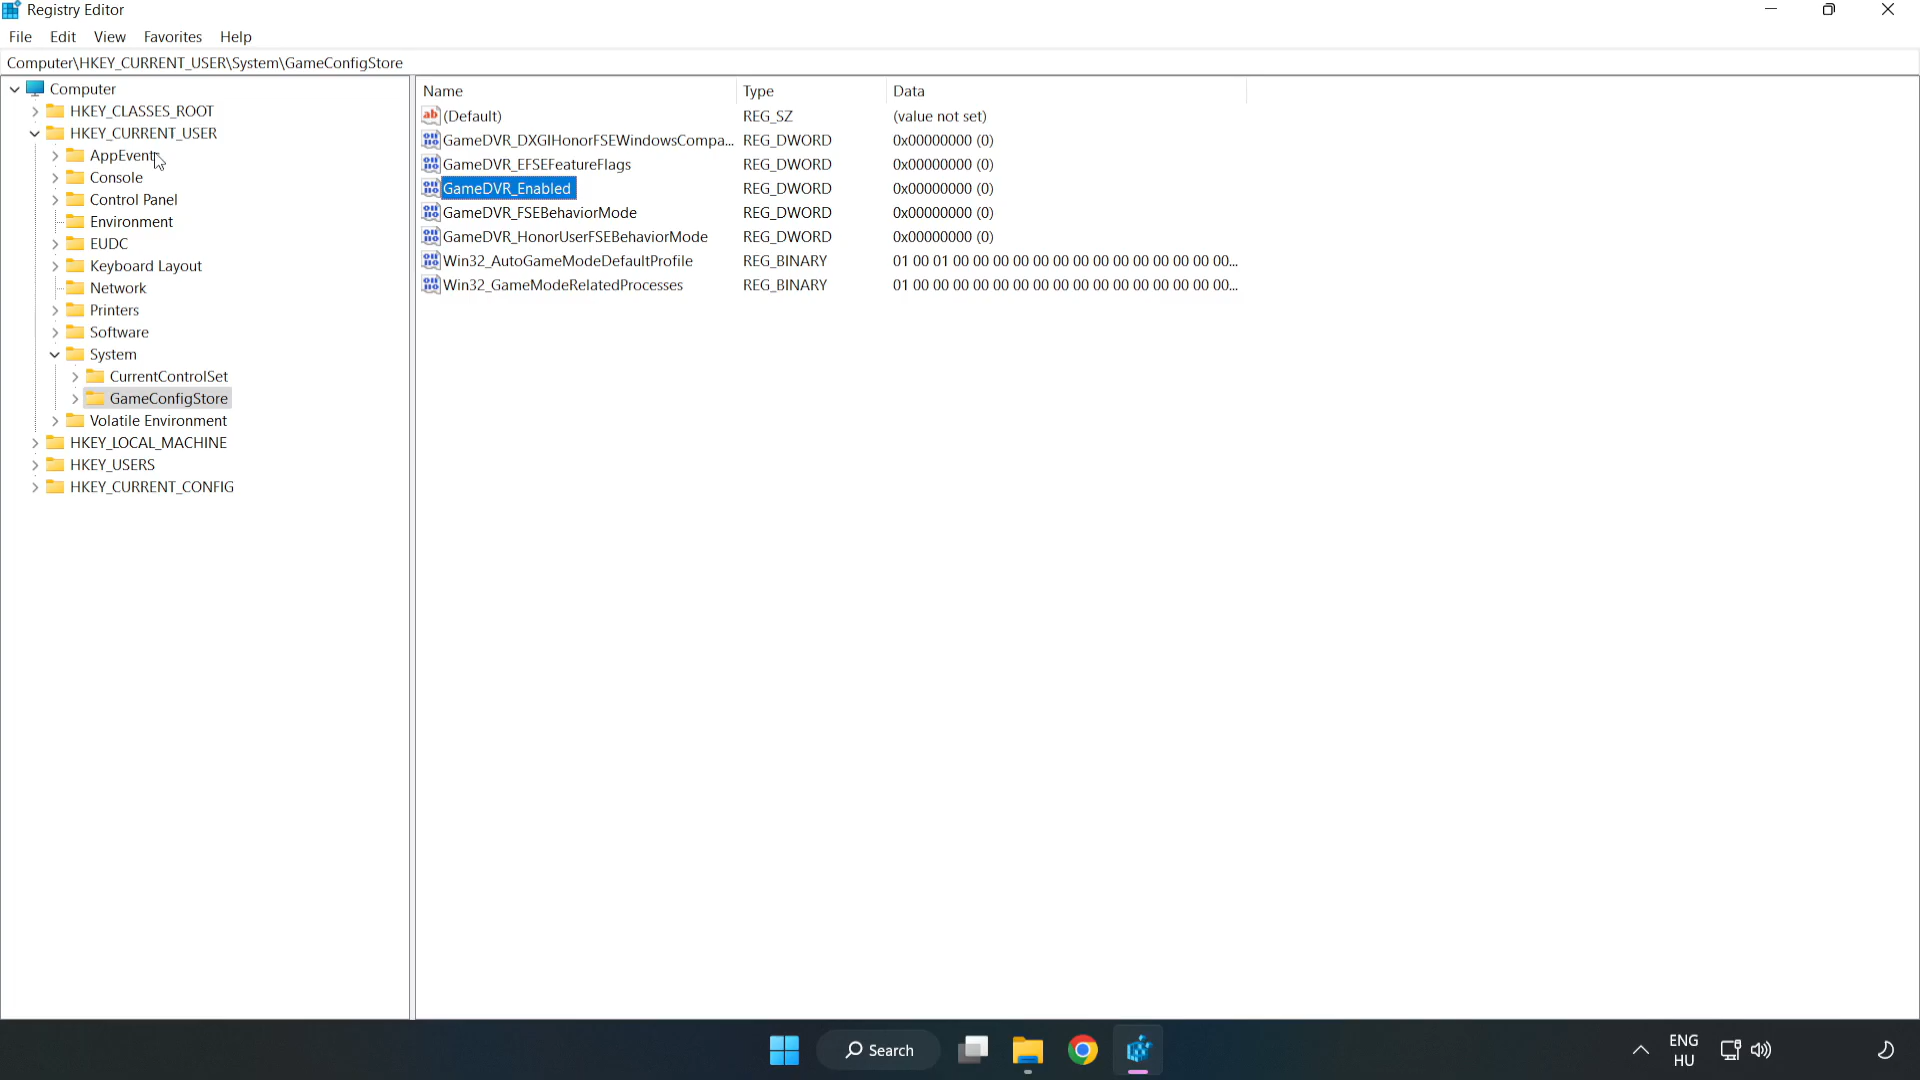 Registry Editor
File Edit View Favorites Help
Computer\HKEY_CURRENT_USER\System\GameConfigStore
Computer
HKEY_CLASSES_ROOT
HKEY_CURRENT_USER
AppEvents
Console
Control Panel
Environment
EUDC
Keyboard Layout
Network
Printers
Software
System
CurrentControlSet
GameConfigStore
Volatile Environment
HKEY_LOCAL_MACHINE
HKEY_USERS
HKEY_CURRENT_CONFIG
Name Type Data
(Default) REG_SZ (value not set)
GameDVR_DXGIHonorFSEWindowsCompa... REG_DWORD 0x00000000 (0)
GameDVR_EFSEFeatureFlags REG_DWORD 0x00000000 (0)
GameDVR_Enabled REG_DWORD 0x00000000 (0)
GameDVR_FSEBehaviorMode REG_DWORD 0x00000000 (0)
GameDVR_HonorUserFSEBehaviorMode REG_DWORD 0x00000000 (0)
Win32_AutoGameModeDefaultProfile REG_BINARY 01 00 01 00 00 00 00 00 00 00 00 00 00 00 00 00 00...
Win32_GameModeRelatedProcesses REG_BINARY 01 00 00 00 00 00 00 00 00 00 00 00 00 00 00 00 00...
Search
ENG
HU